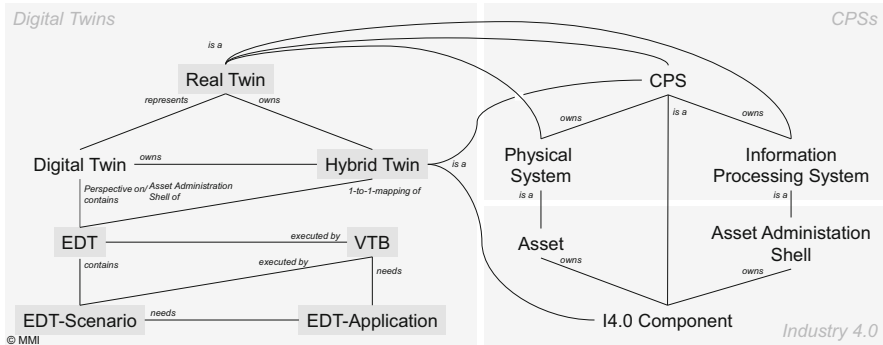 Digital Twins
CPSs
is a
Real Twin
CPS
represents
owns
owns
is a
owns
Digital Twin
owns
Hybrid Twin
is a
Physical
System
Information
Processing System
Perspective on/
contains
Asset Administration
Shell of
1-to-1-mapping of
is a
is a
EDT
executed by
VTB
Asset
Asset Administation
Shell
contains
executed by
needs
owns
owns
EDT-Scenario
needs
EDT-Application
I4.0 Component
Industry 4.0
© MMI